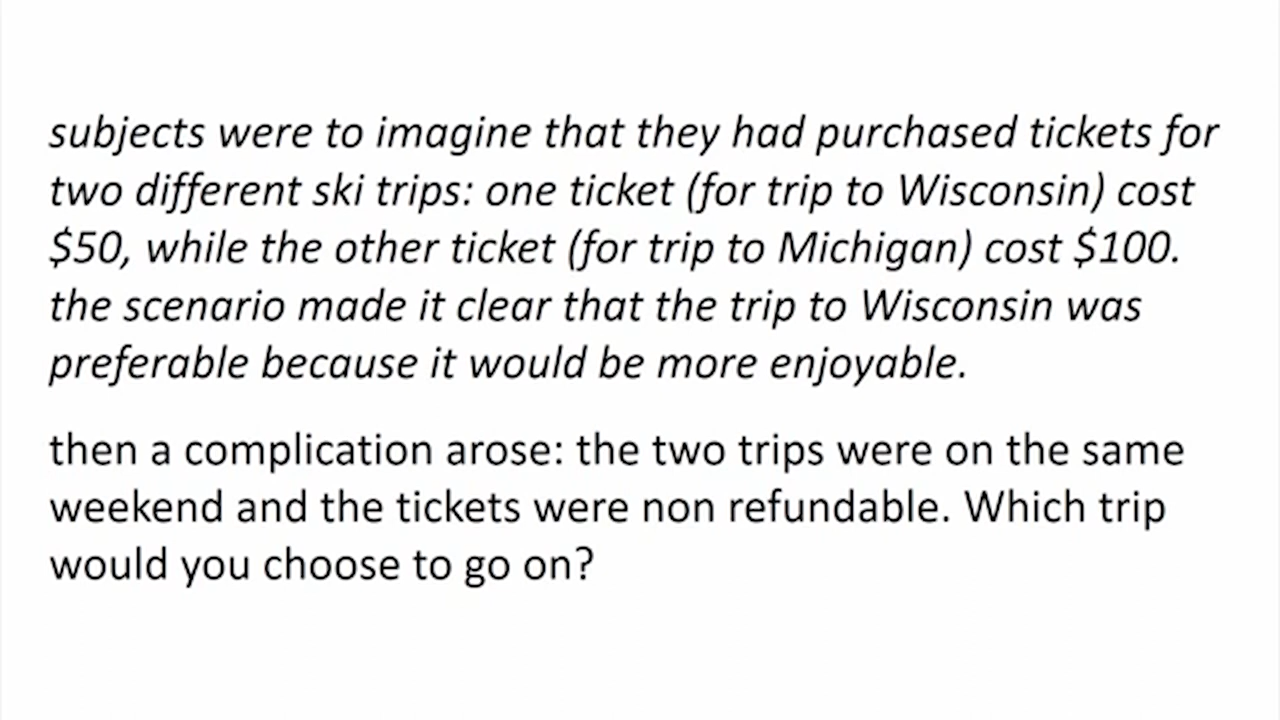 subjects were to imagine that they had purchased tickets for
two different ski trips: one ticket (for trip to Wisconsin) cost
$50, while the other ticket (for trip to Michigan) cost $100.
the scenario made it clear that the trip to Wisconsin was
preferable because it would be more enjoyable.
then a complication arose: the two trips were on the same
weekend and the tickets were non refundable. Which trip
would you choose to go on?